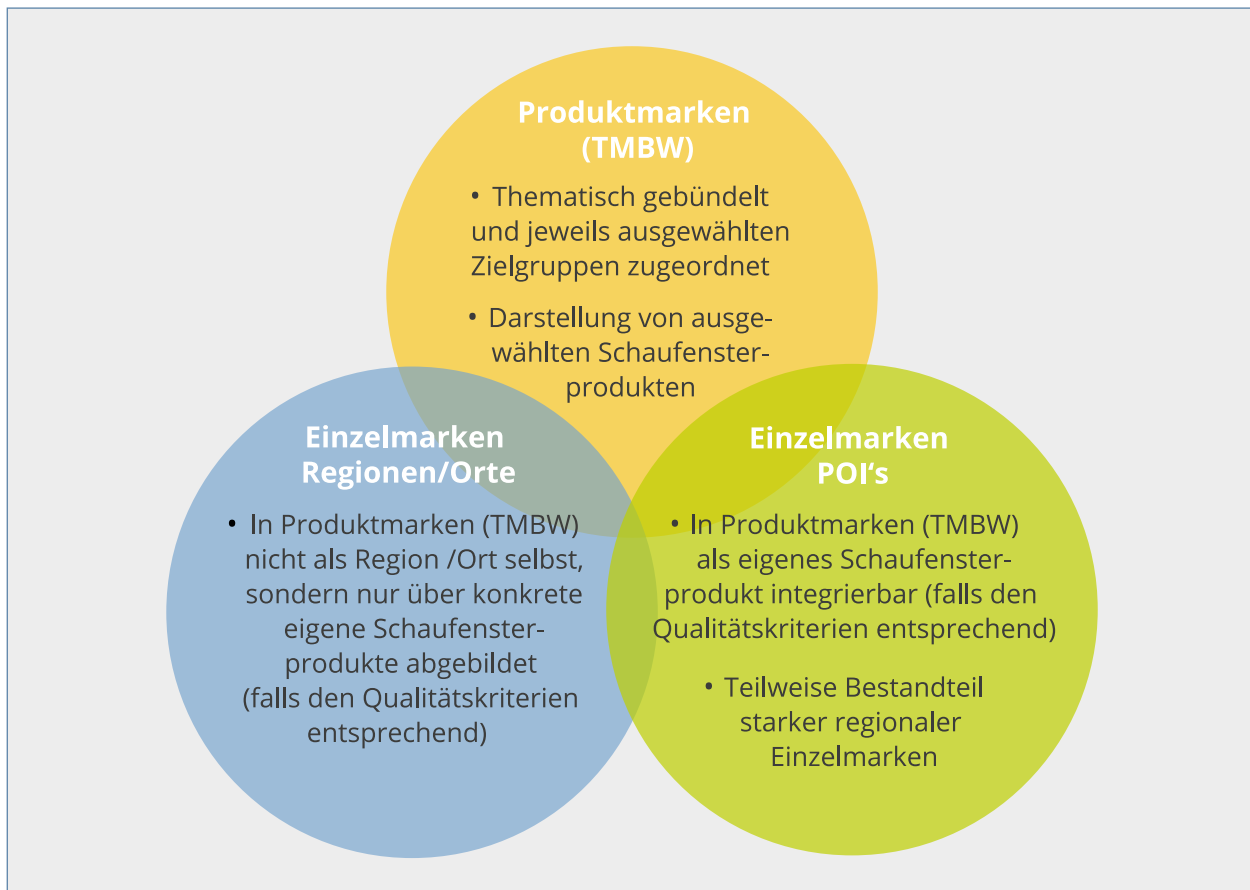 Produktmarken
(TMBW)
• Thematisch gebündelt
und jeweils ausgewählten
Zielgruppen zugeordnet
• Darstellung von ausge-
wählten Schaufenster-
produkten
Einzelmarken
Regionen/Orte
• In Produktmarken (TMBW)
nicht als Region /Ort selbst,
sondern nur über konkrete
eigene Schaufenster-
produkte abgebildet
(falls den Qualitätskriterien
entsprechend)
Einzelmarken
POI‘s
• In Produktmarken (TMBW)
als eigenes Schaufenster-
produkt integrierbar (falls den
Qualitätskriterien entsprechend)
• Teilweise Bestandteil
starker regionaler
Einzelmarken